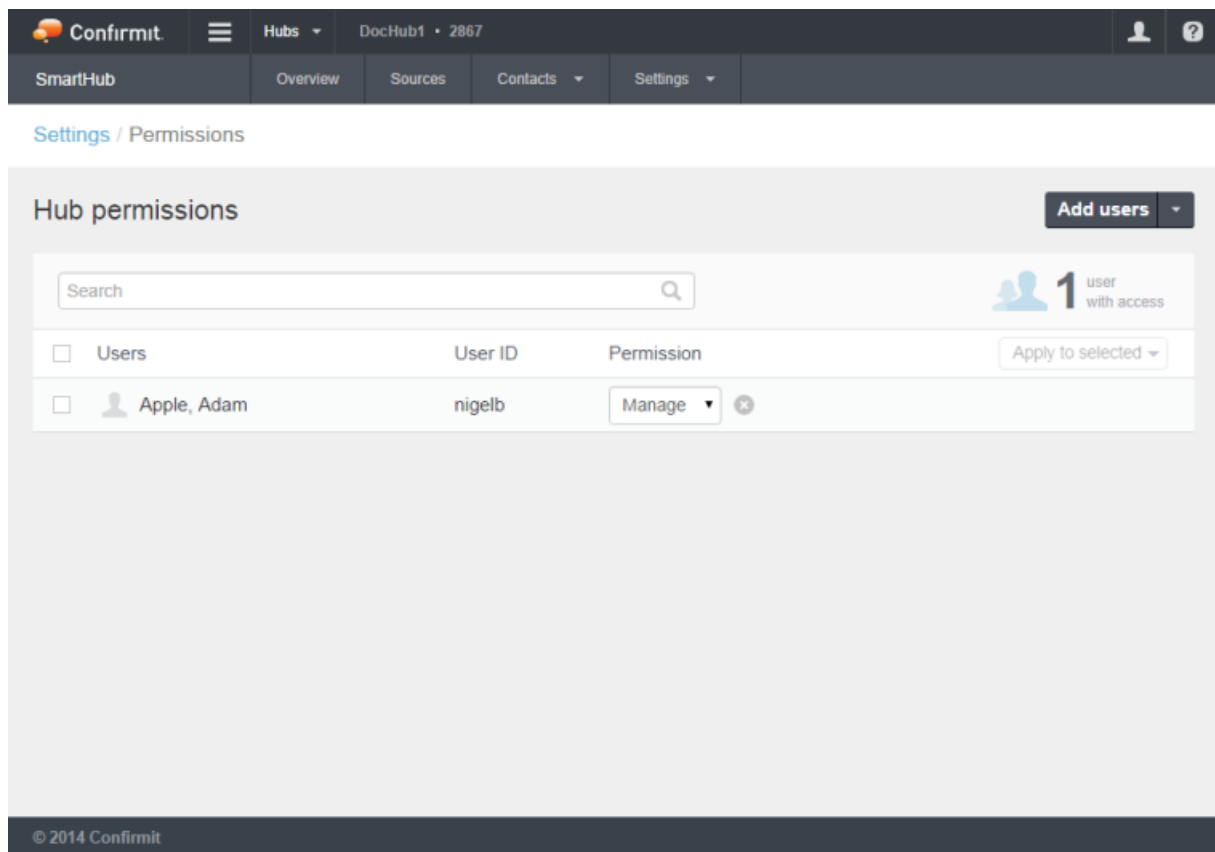 Confirmit. Hubs DocHub1 • 2867
SmartHub Overview Sources Contacts Settings
Settings / Permissions
Hub permissions Add users
Search 1 user with access
Users User ID Permission Apply to selected
Apple, Adam nigelb Manage
© 2014 Confirmit